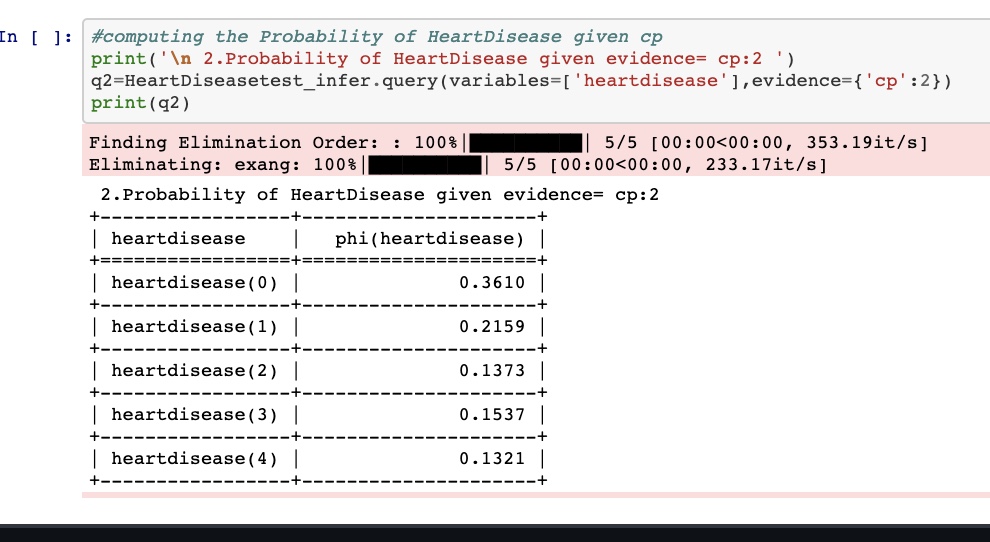 In [ ]: #computing the Probability of HeartDisease given cp
print('\n 2.Probability of HeartDisease given evidence= cp:2 ')
q2=HeartDiseasetest_infer.query(variables=['heartdisease'],evidence={'cp':2})
print(q2)
Finding Elimination Order: : 100%|██████████| 5/5 [00:00<00:00, 353.19it/s]
Eliminating: exang: 100%|██████████| 5/5 [00:00<00:00, 233.17it/s]
2.Probability of HeartDisease given evidence= cp:2
+-----------------+---------------------+
| heartdisease    |   phi(heartdisease) |
+=================+=====================+
| heartdisease(0) |              0.3610 |
+-----------------+---------------------+
| heartdisease(1) |              0.2159 |
+-----------------+---------------------+
| heartdisease(2) |              0.1373 |
+-----------------+---------------------+
| heartdisease(3) |              0.1537 |
+-----------------+---------------------+
| heartdisease(4) |              0.1321 |
+-----------------+---------------------+